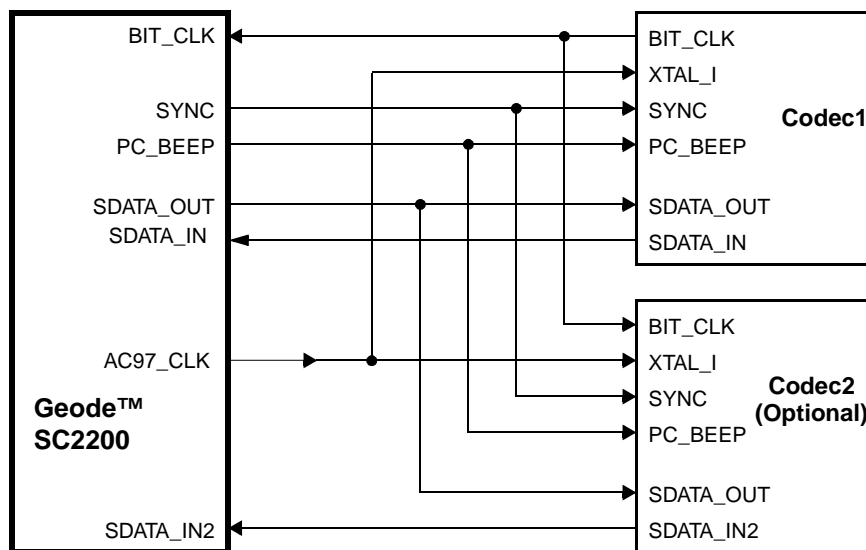 BIT_CLK
SYNC
PC_BEEP
SDATA_OUT
SDATA_IN
AC97_CLK
Geode™
SC2200
SDATA_IN2
BIT_CLK
XTAL_I
SYNC
Codec1
PC_BEEP
SDATA_OUT
SDATA_IN
BIT_CLK
XTAL_I
SYNC
Codec2
(Optional)
PC_BEEP
SDATA_OUT
SDATA_IN2